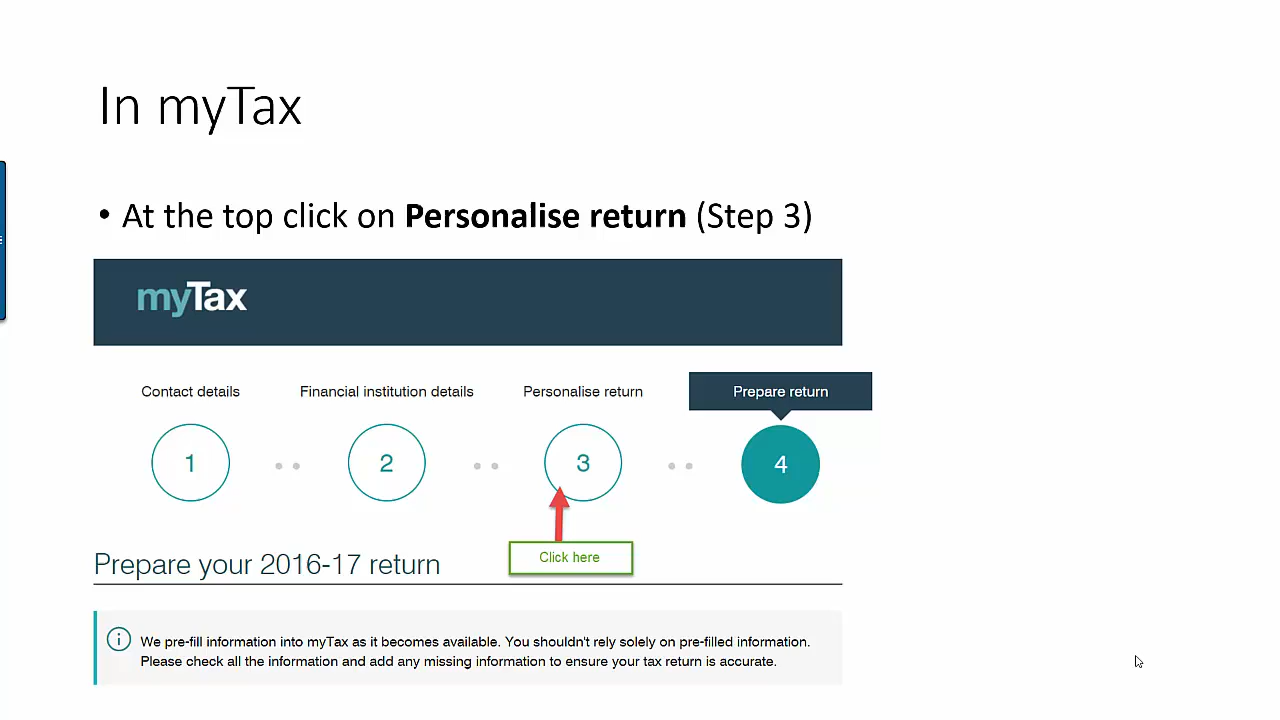 In myTax
• At the top click on Personalise return (Step 3)
myTax
Contact details Financial institution details Personalise return Prepare return
1 2 3 4
Click here
Prepare your 2016-17 return
We pre-fill information into myTax as it becomes available. You shouldn't rely solely on pre-filled information.
Please check all the information and add any missing information to ensure your tax return is accurate.